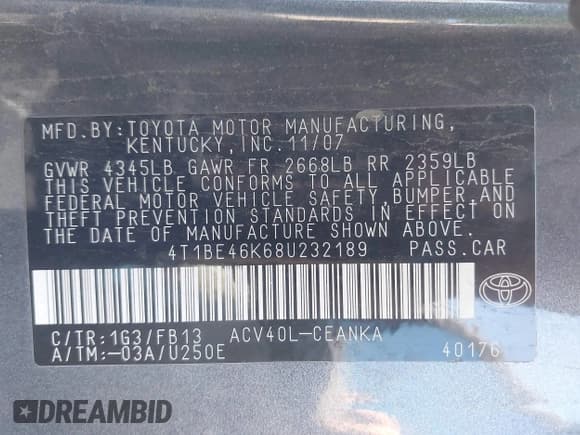 MFD.BY:TOYOTA MOTOR MANUFACTURING,
KENTUCKY,INC.11/07
GVWR 4345LB GAWR FR 2668LB RR 2359LB
THIS VEHICLE CONFORMS TO ALL APPLICABLE
FEDERAL MOTOR VEHICLE SAFETY,BUMPER,AND
THEFT PREVENTION STANDARDS IN EFFECT ON
THE DATE OF MANUFACTURE SHOWN ABOVE.
4T1BE46K68U232189 PASS.CAR
C/TR:1G3/FB13 ACV40L-CEANKA
A/TM:-03A/U250E 40176
DREAMBID